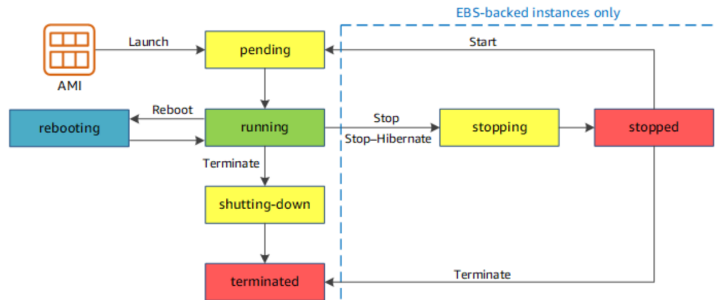 EBS-backed instances only
Launch
pending
Start
AMI
rebooting
Reboot
running
Stop
Stop–Hibernate
stopping
stopped
Terminate
shutting-down
terminated
Terminate